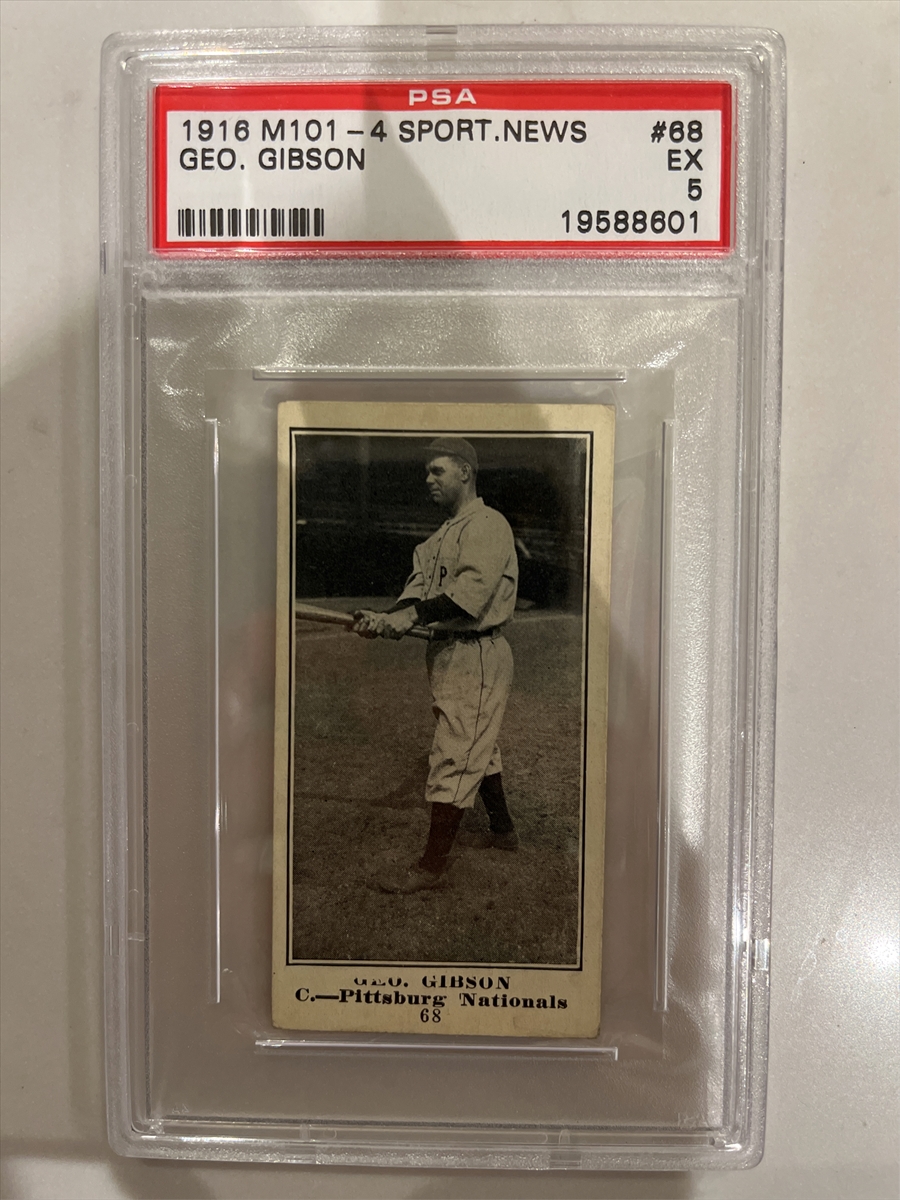 PSA
1916 M101-4 SPORT.NEWS #68
GEO. GIBSON EX
5
19588601
P
GEO. GIBSON
C.—Pittsburg Nationals
68